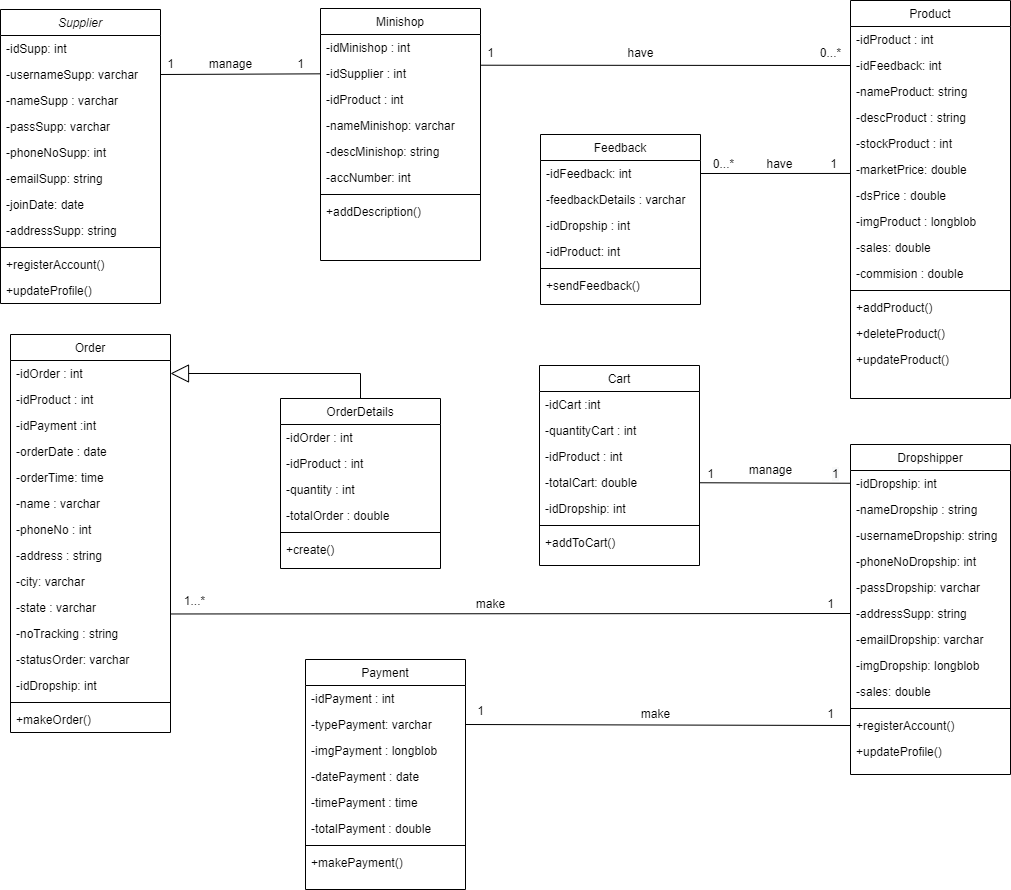 Supplier
-idSupp: int
-usernameSupp: varchar
-nameSupp : varchar
-passSupp: varchar
-phoneNoSupp: int
-emailSupp: string
-joinDate: date
-addressSupp: string
+registerAccount()
+updateProfile()
1 manage 1
Minishop
-idMinishop : int
-idSupplier : int
-idProduct : int
-nameMinishop: varchar
-descMinishop: string
-accNumber: int
+addDescription()
1 have 0...*
Product
-idProduct : int
-idFeedback: int
-nameProduct: string
-descProduct : string
-stockProduct : int
-marketPrice: double
-dsPrice : double
-imgProduct : longblob
-sales: double
-commision : double
+addProduct()
+deleteProduct()
+updateProduct()
Feedback
-idFeedback: int
-feedbackDetails : varchar
-idDropship : int
-idProduct: int
+sendFeedback()
0...* have 1
Order
-idOrder : int
-idProduct : int
-idPayment :int
-orderDate : date
-orderTime: time
-name : varchar
-phoneNo : int
-address : string
-city: varchar
-state : varchar
-noTracking : string
-statusOrder: varchar
-idDropship: int
+makeOrder()
OrderDetails
-idOrder : int
-idProduct : int
-quantity : int
-totalOrder : double
+create()
Cart
-idCart :int
-quantityCart : int
-idProduct : int
-totalCart: double
-idDropship: int
+addToCart()
1 manage 1
Dropshipper
-idDropship: int
-nameDropship : string
-usernameDropship: string
-phoneNoDropship: int
-passDropship: varchar
-addressSupp: string
-emailDropship: varchar
-imgDropship: longblob
-sales: double
+registerAccount()
+updateProfile()
1...* make 1
Payment
-idPayment : int
-typePayment: varchar
-imgPayment : longblob
-datePayment : date
-timePayment : time
-totalPayment : double
+makePayment()
1 make 1